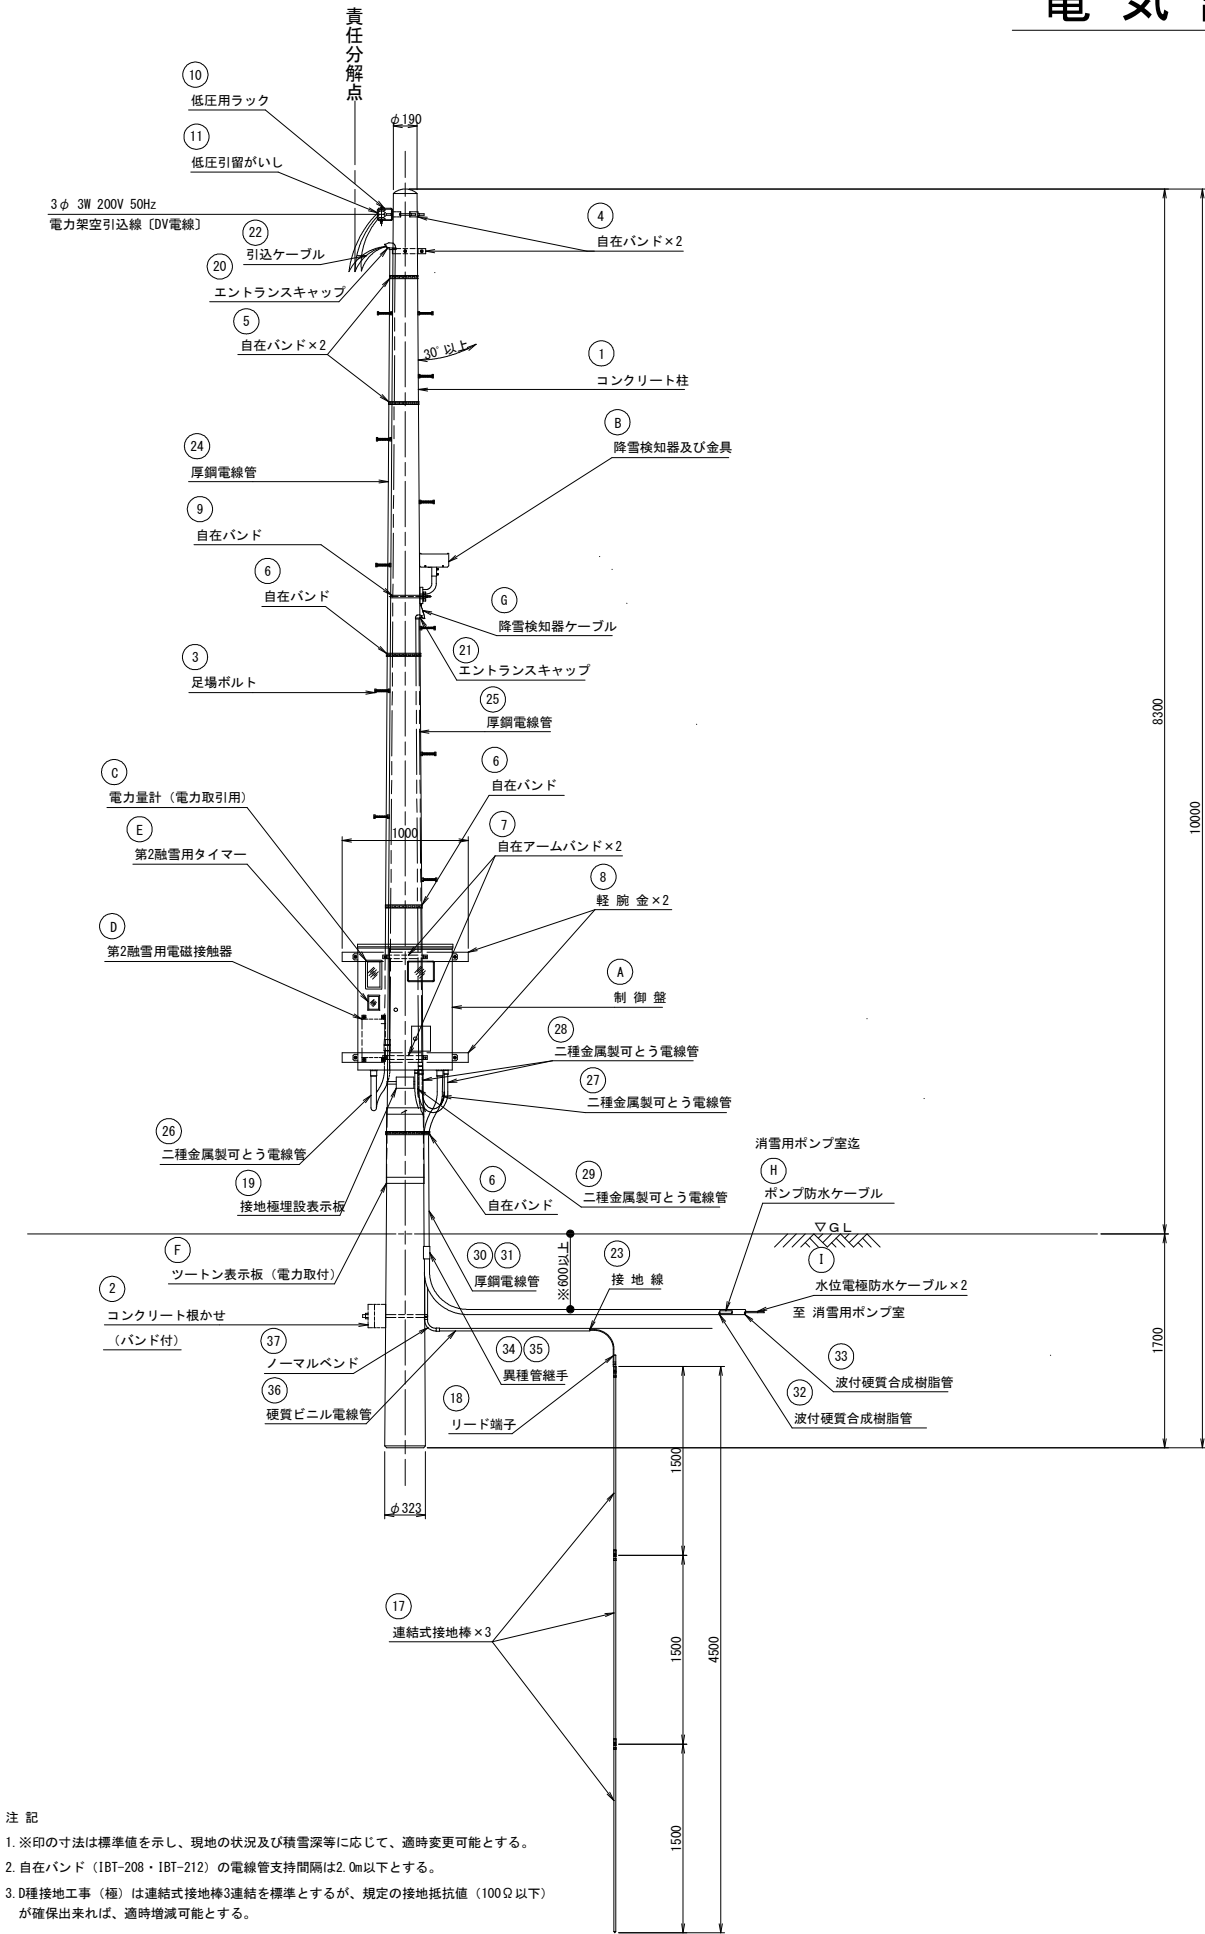 電 気
責任分解点
10
低圧用ラック
φ190
11
低圧引留がいし
3φ 3W 200V 50Hz
電力架空引込線〔DV電線〕
4
自在バンド×2
22
引込ケーブル
20
エントランスキャップ
5
自在バンド×2
30°以上
1
コンクリート柱
B
降雪検知器及び金具
24
厚鋼電線管
9
自在バンド
6
自在バンド
G
降雪検知器ケーブル
21
エントランスキャップ
3
足場ボルト
25
厚鋼電線管
8300
10000
6
自在バンド
C
電力量計（電力取引用）
7
自在アームバンド×2
1000
E
第2融雪用タイマー
8
軽 腕 金×2
D
第2融雪用電磁接触器
A
制 御 盤
28
二種金属製可とう電線管
27
二種金属製可とう電線管
26
二種金属製可とう電線管
消雪用ポンプ室迄
H
ポンプ防水ケーブル
19
接地極埋設表示板
6
自在バンド
29
二種金属製可とう電線管
▽GL
F
ツートン表示板（電力取付）
30 31
厚鋼電線管
※600以上
23
接 地 線
I
水位電極防水ケーブル×2
至 消雪用ポンプ室
2
コンクリート根かせ
（バンド付）
1700
37
ノーマルベンド
34 35
異種管継手
33
波付硬質合成樹脂管
36
硬質ビニル電線管
18
リード端子
32
波付硬質合成樹脂管
φ323
1500
17
連結式接地棒×3
1500
4500
1500
注 記
1. ※印の寸法は標準値を示し、現地の状況及び積雪深等に応じて、適時変更可能とする。
2. 自在バンド（IBT-208・IBT-212）の電線管支持間隔は2.0m以下とする。
3. D種接地工事（極）は連結式接地棒3連結を標準とするが、規定の接地抵抗値（100Ω以下）
が確保出来れば、適時増減可能とする。